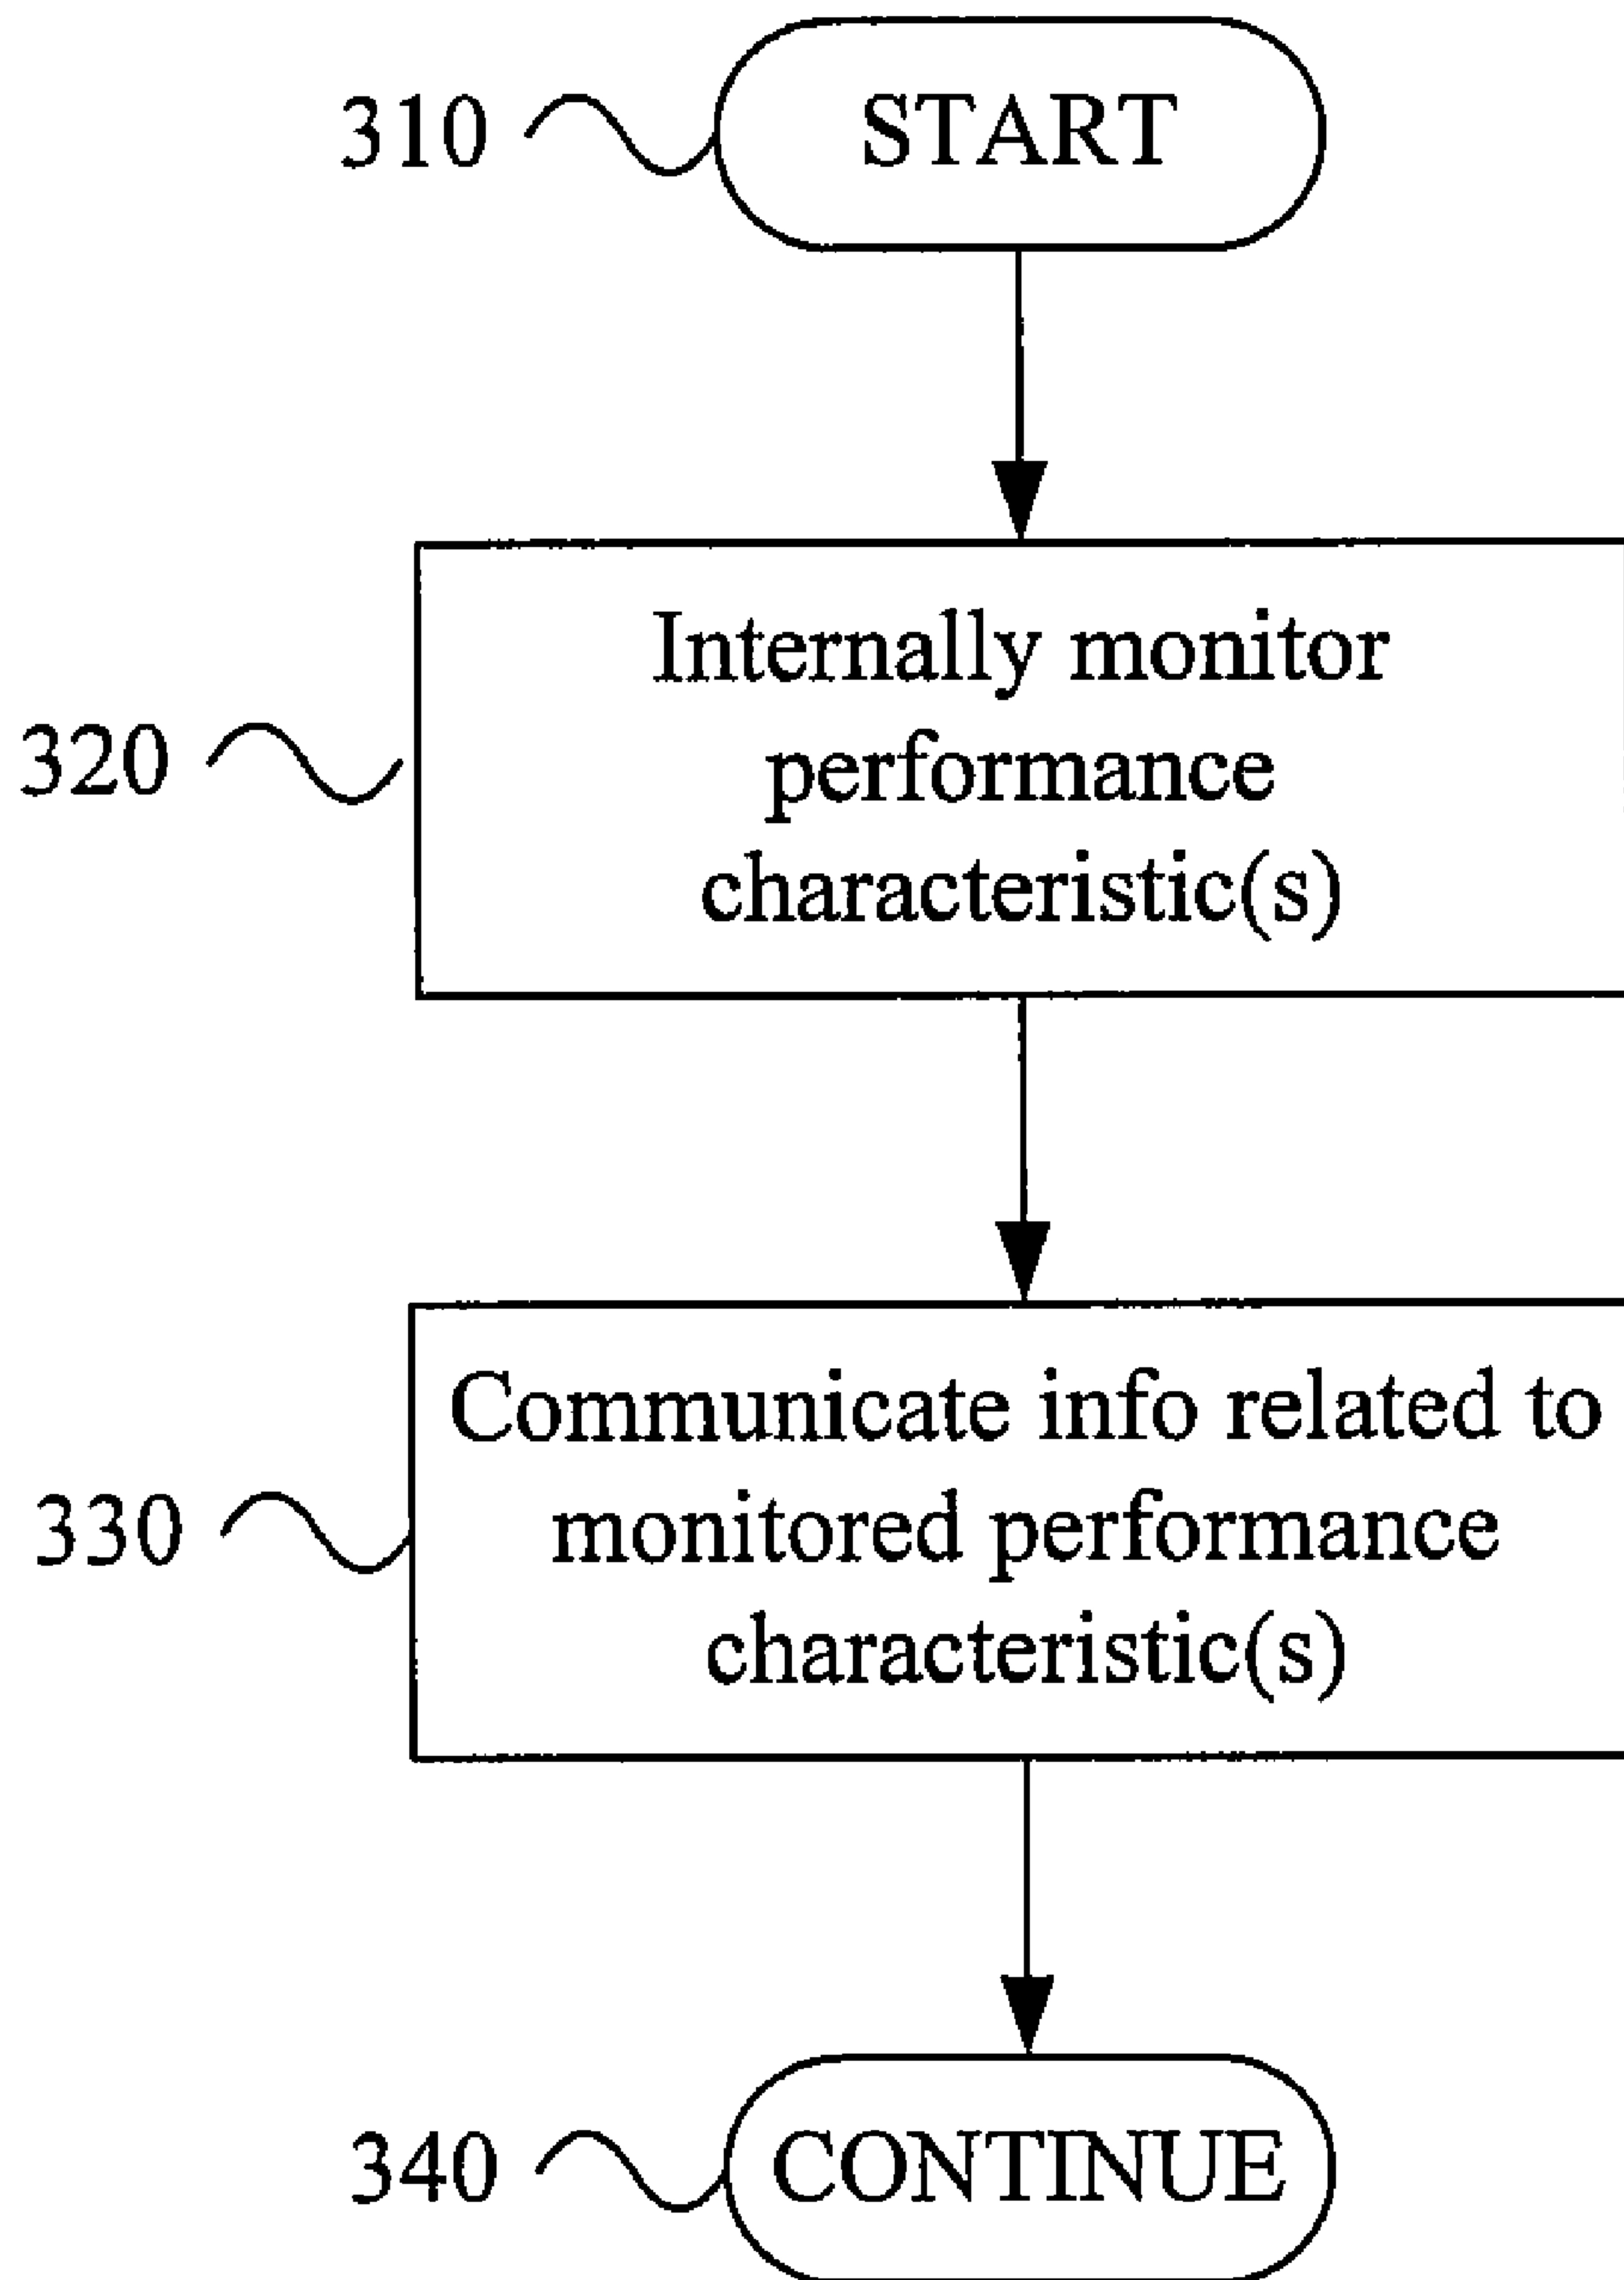 310
START
320
Internally monitor
performance
characteristic(s)
330
Communicate info related to
monitored performance
characteristic(s)
340
CONTINUE